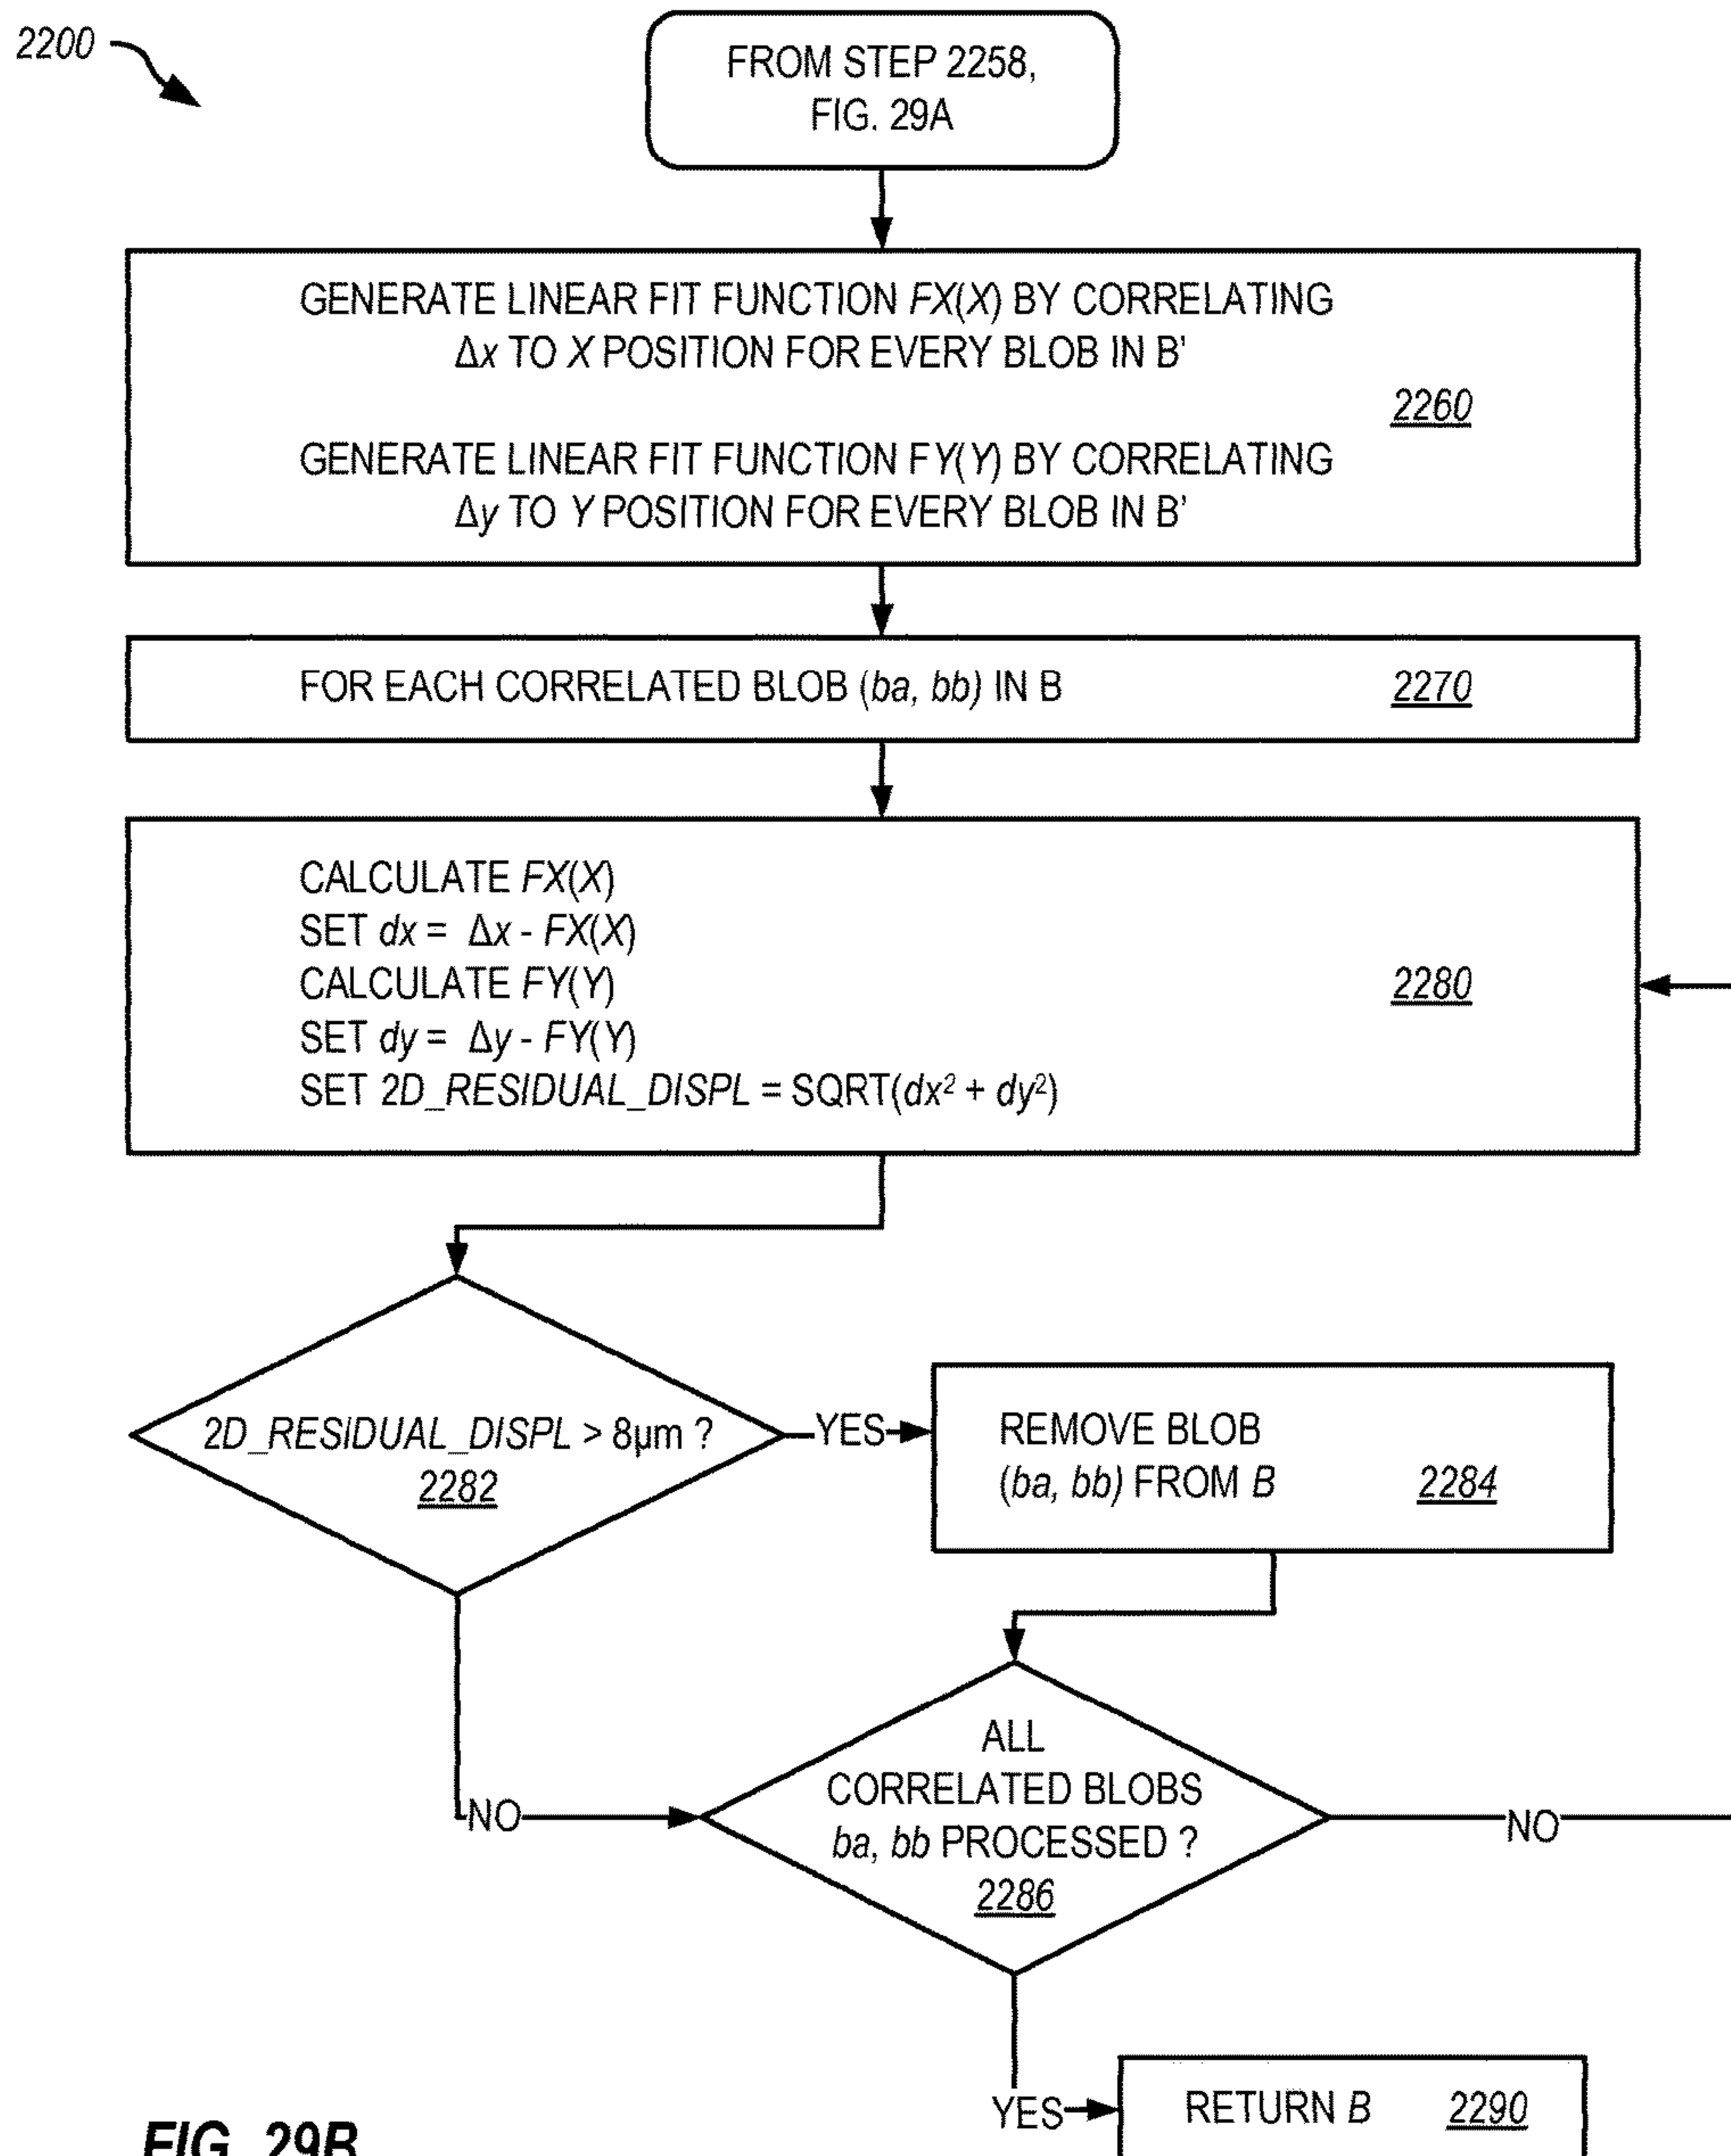 2200
FROM STEP 2258,
FIG. 29A
GENERATE LINEAR FIT FUNCTION FX(X) BY CORRELATING
Δx TO X POSITION FOR EVERY BLOB IN B'
2260
GENERATE LINEAR FIT FUNCTION FY(Y) BY CORRELATING
Δy TO Y POSITION FOR EVERY BLOB IN B'
FOR EACH CORRELATED BLOB (ba, bb) IN B 2270
CALCULATE FX(X)
SET dx = Δx - FX(X)
CALCULATE FY(Y) 2280
SET dy = Δy - FY(Y)
SET 2D_RESIDUAL_DISPL = SQRT(dx² + dy²)
2D_RESIDUAL_DISPL > 8µm ?
2282
YES
REMOVE BLOB
(ba, bb) FROM B 2284
NO
ALL
CORRELATED BLOBS
ba, bb PROCESSED ?
2286
NO
YES
RETURN B 2290
FIG. 29B